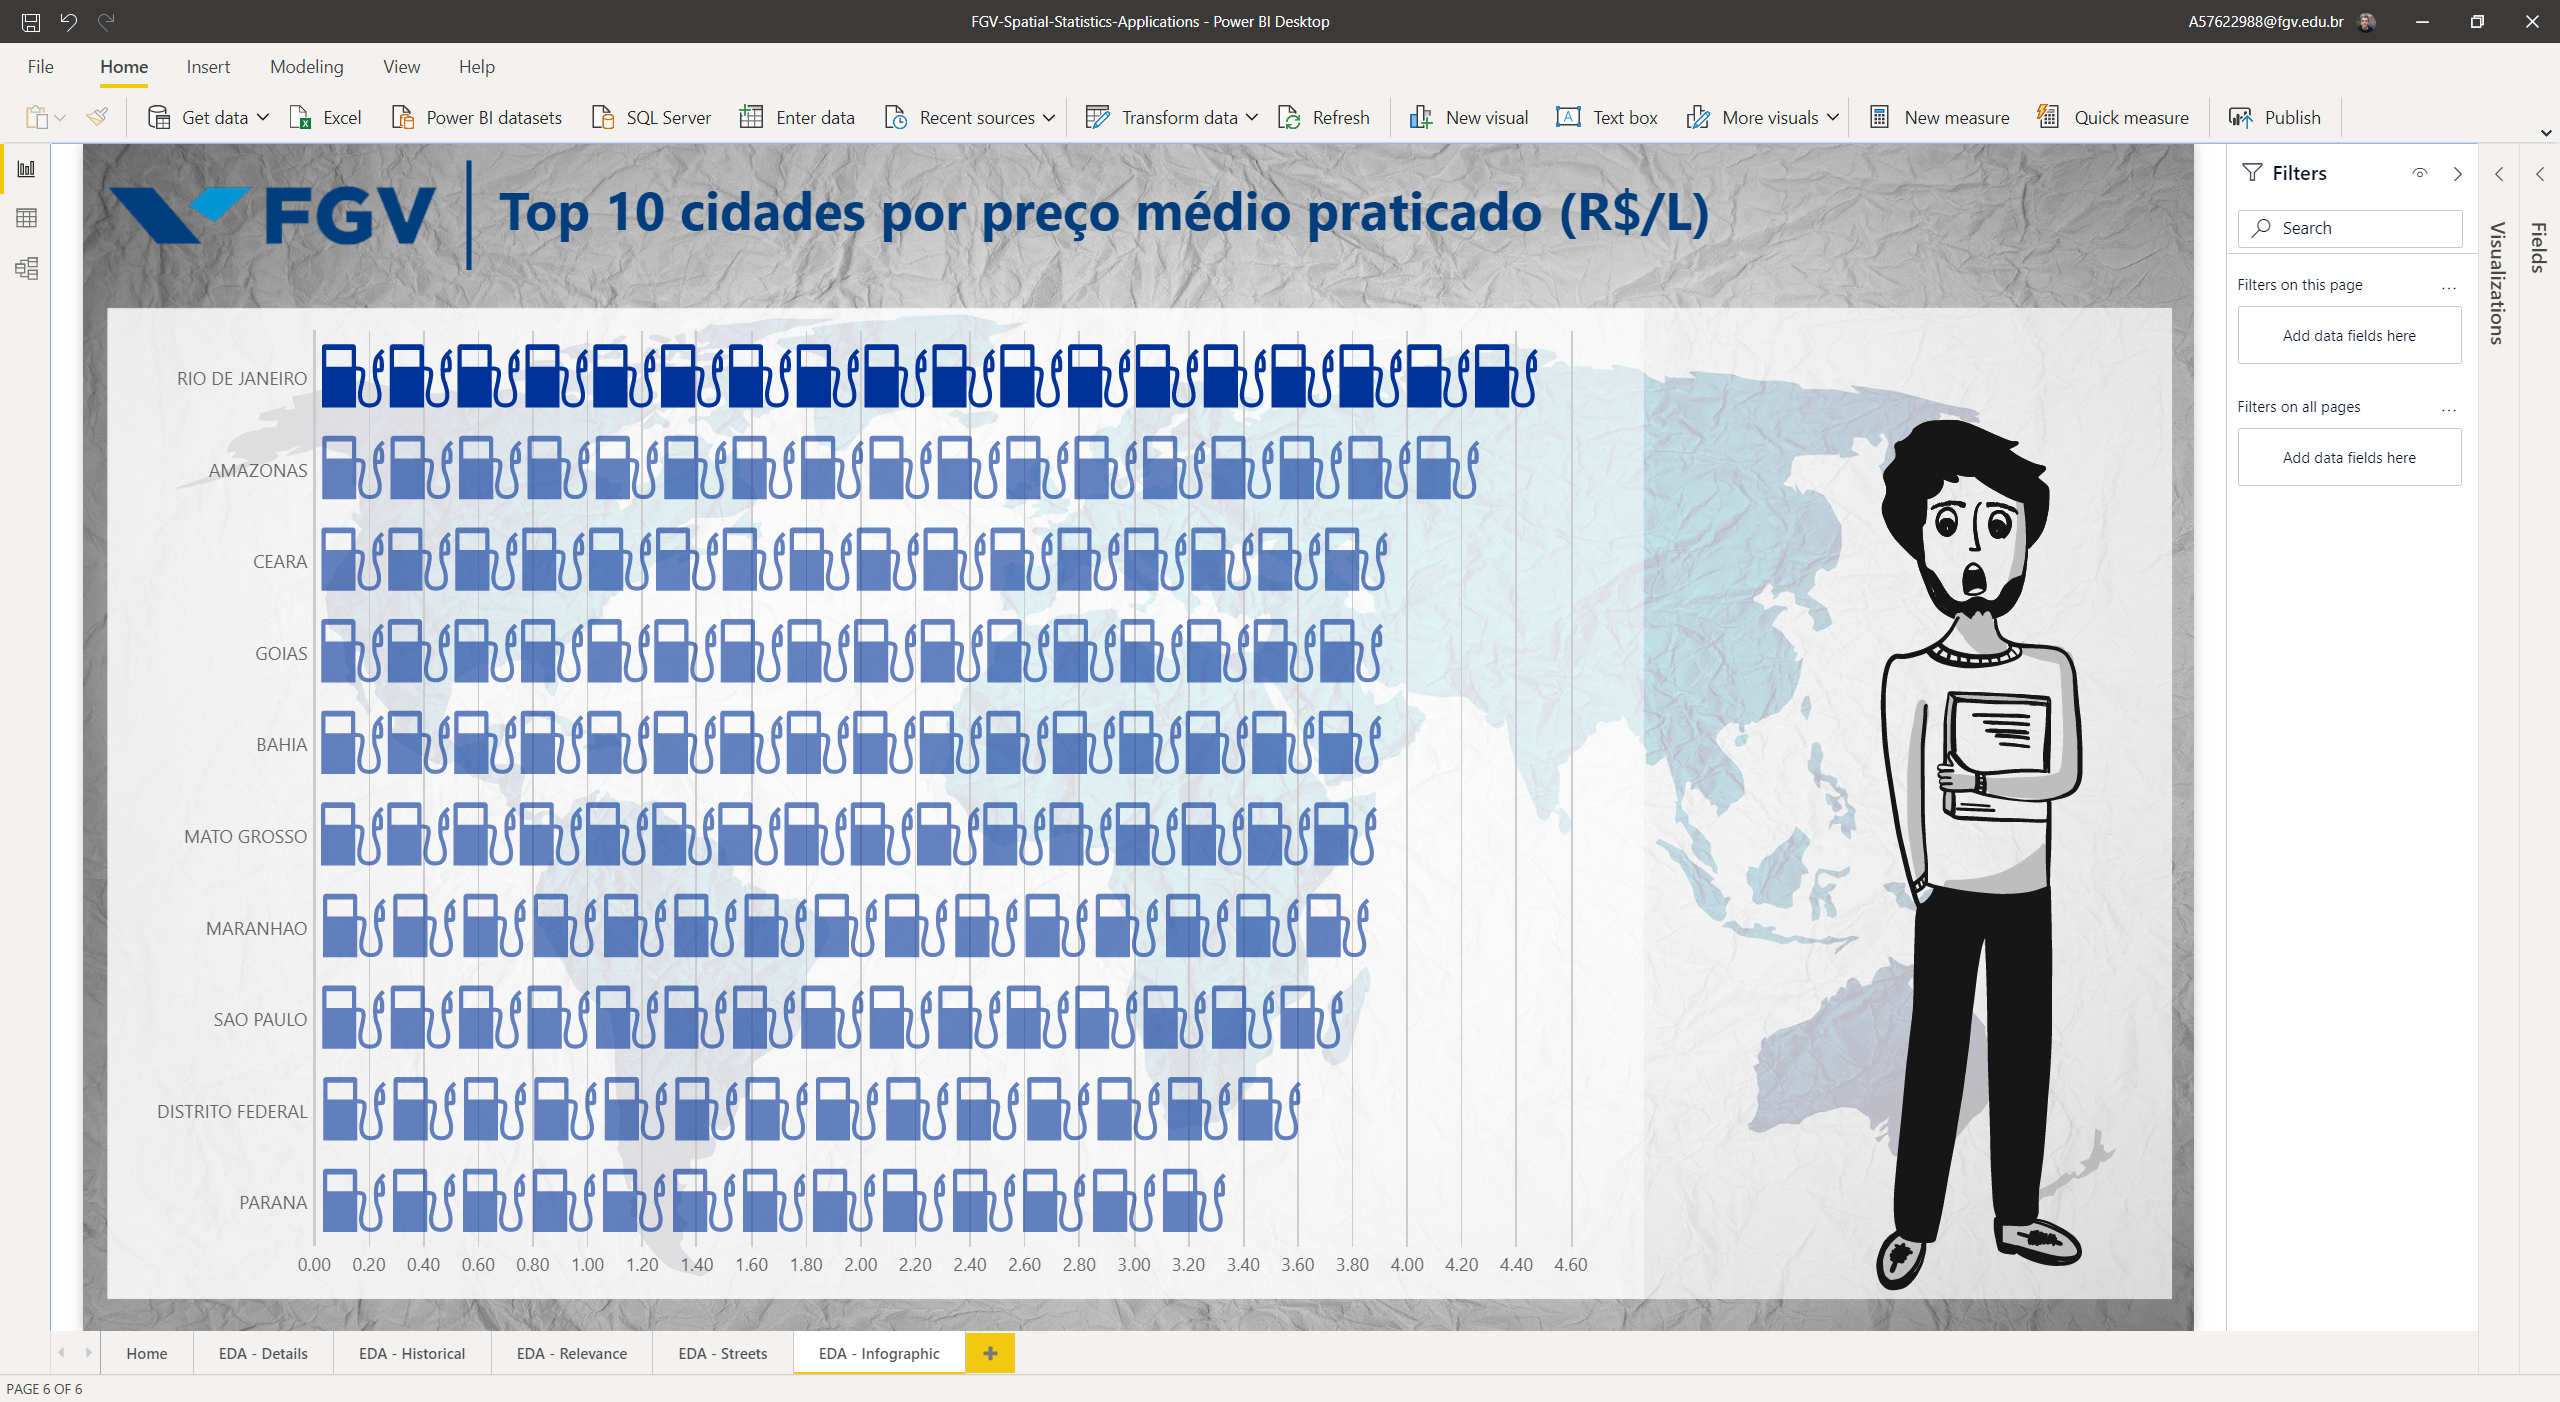 FGV-Spatial-Statistics-Applications - Power BI Desktop
A57622988@fgv.edu.br
File Home Insert Modeling View Help
Get data Excel Power BI datasets SQL Server Enter data Recent sources Transform data Refresh New visual Text box More visuals New measure Quick measure Publish
FGV Top 10 cidades por preço médio praticado (R$/L)
RIO DE JANEIRO
AMAZONAS
CEARA
GOIAS
BAHIA
MATO GROSSO
MARANHAO
SAO PAULO
DISTRITO FEDERAL
PARANA
0.00 0.20 0.40 0.60 0.80 1.00 1.20 1.40 1.60 1.80 2.00 2.20 2.40 2.60 2.80 3.00 3.20 3.40 3.60 3.80 4.00 4.20 4.40 4.60
Filters
Search
Filters on this page ...
Add data fields here
Filters on all pages ...
Add data fields here
Visualizations
Fields
Home EDA - Details EDA - Historical EDA - Relevance EDA - Streets EDA - Infographic +
PAGE 6 OF 6